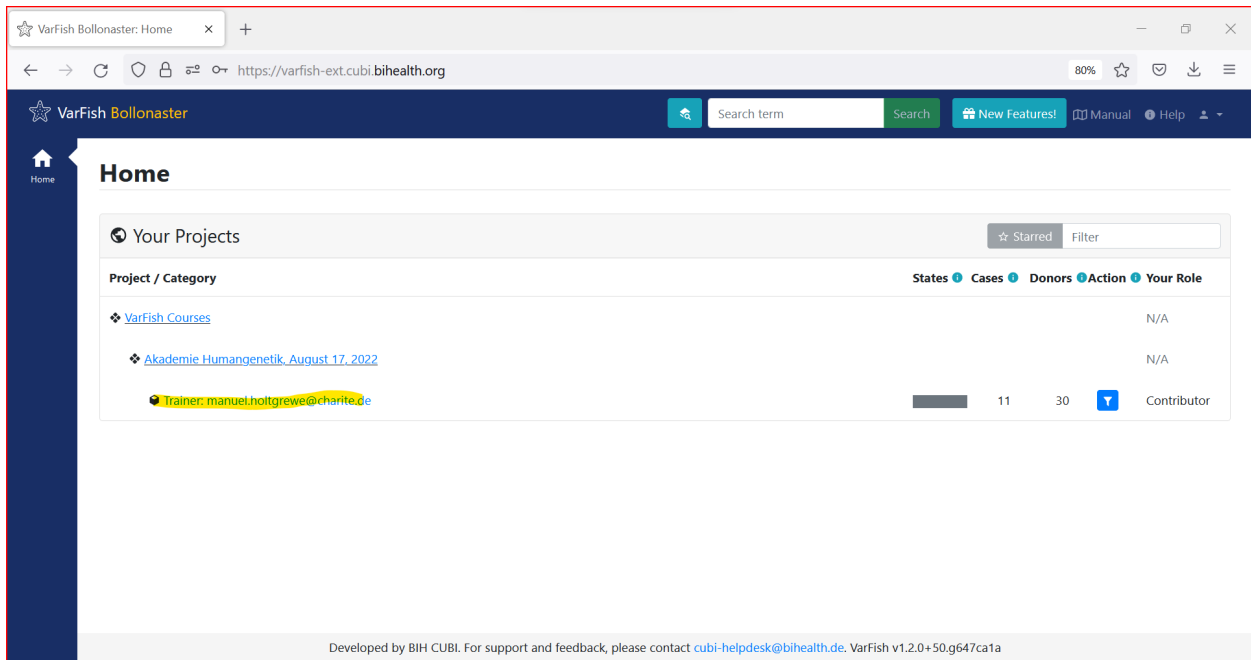 VarFish Bollonaster: Home
https://varfish-ext.cubi.bihealth.org
80%
VarFish Bollonaster
Search term
Search
New Features!
Manual
Help
Home
Home
Your Projects
Starred
Filter
Project / Category States Cases Donors Action Your Role
VarFish Courses N/A
Akademie Humangenetik, August 17, 2022 N/A
Trainer: manuel.holtgrewe@charite.de 11 30 Contributor
Developed by BIH CUBI. For support and feedback, please contact cubi-helpdesk@bihealth.de. VarFish v1.2.0+50.g647ca1a